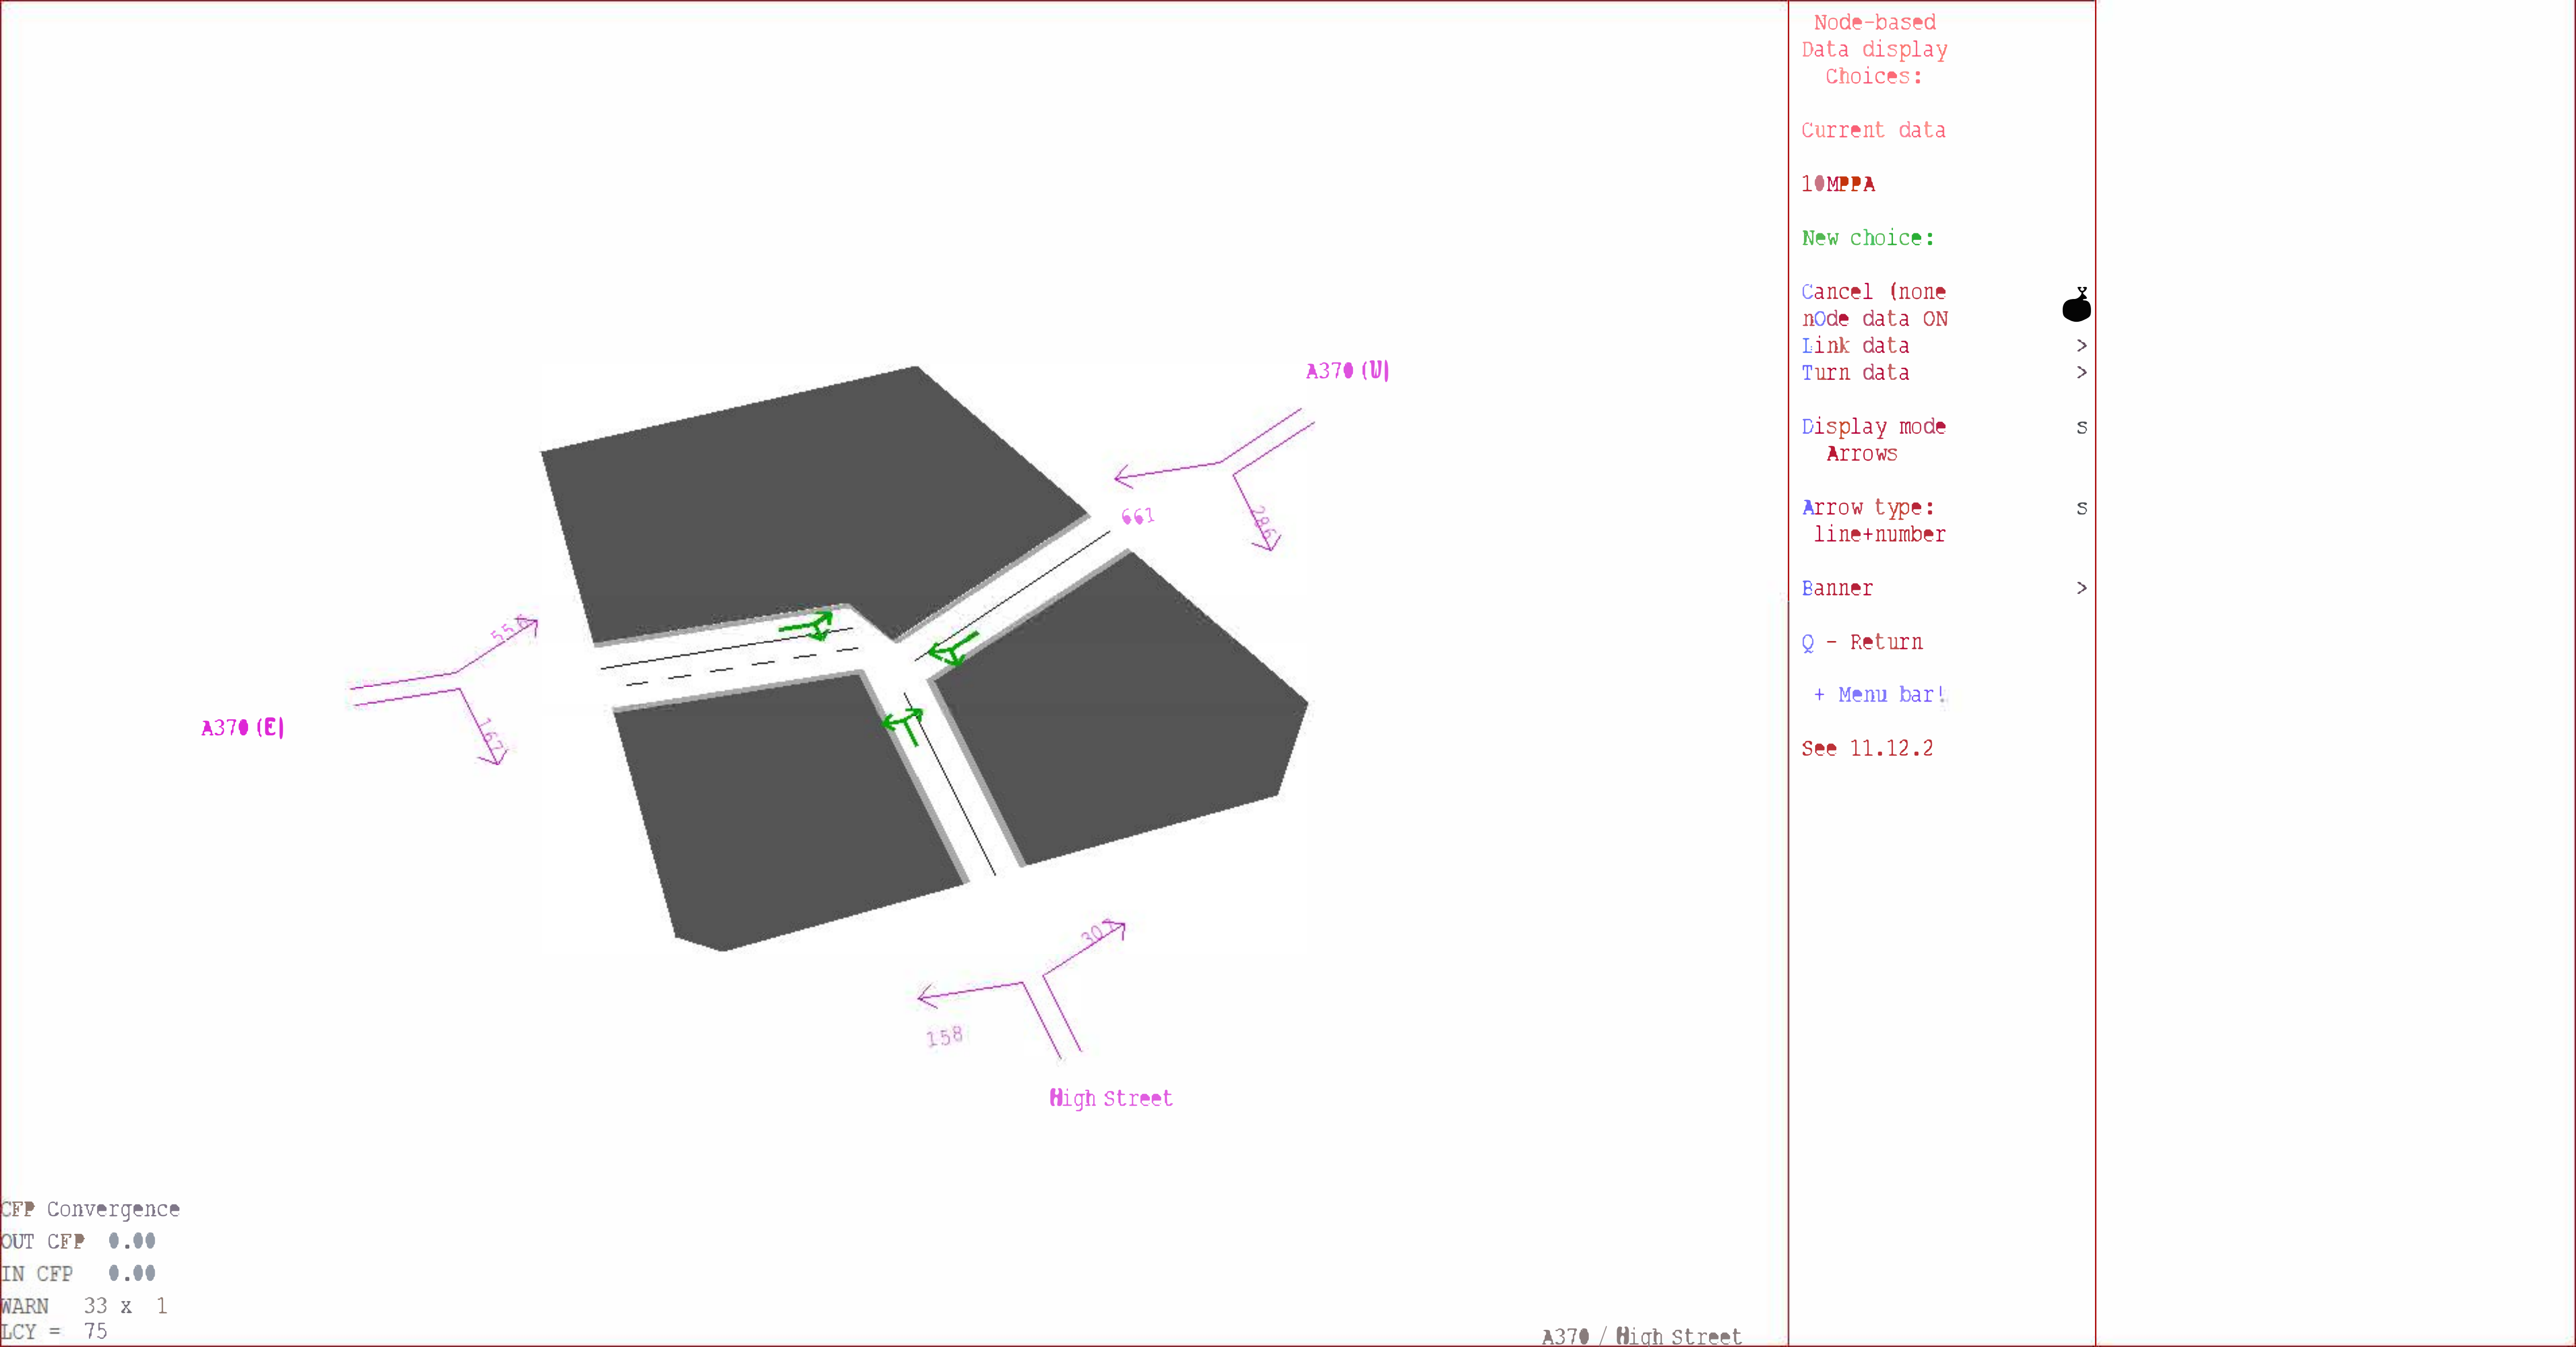 Node-based
Data display
Choices:
Current data
10MPPA
New choice:
Cancel (none x
nOde data ON
Link data >
Turn data >
Display mode s
Arrows
Arrow type: s
line+number
Banner >
Q - Return
+ Menu bar!
See 11.12.2
A370 (W)
661
286
556
167
A370 (E)
158
High Street
CFP Convergence
OUT CFP 0.00
IN CFP 0.00
WARN 33 x 1
LCY = 75
A370 / High Street